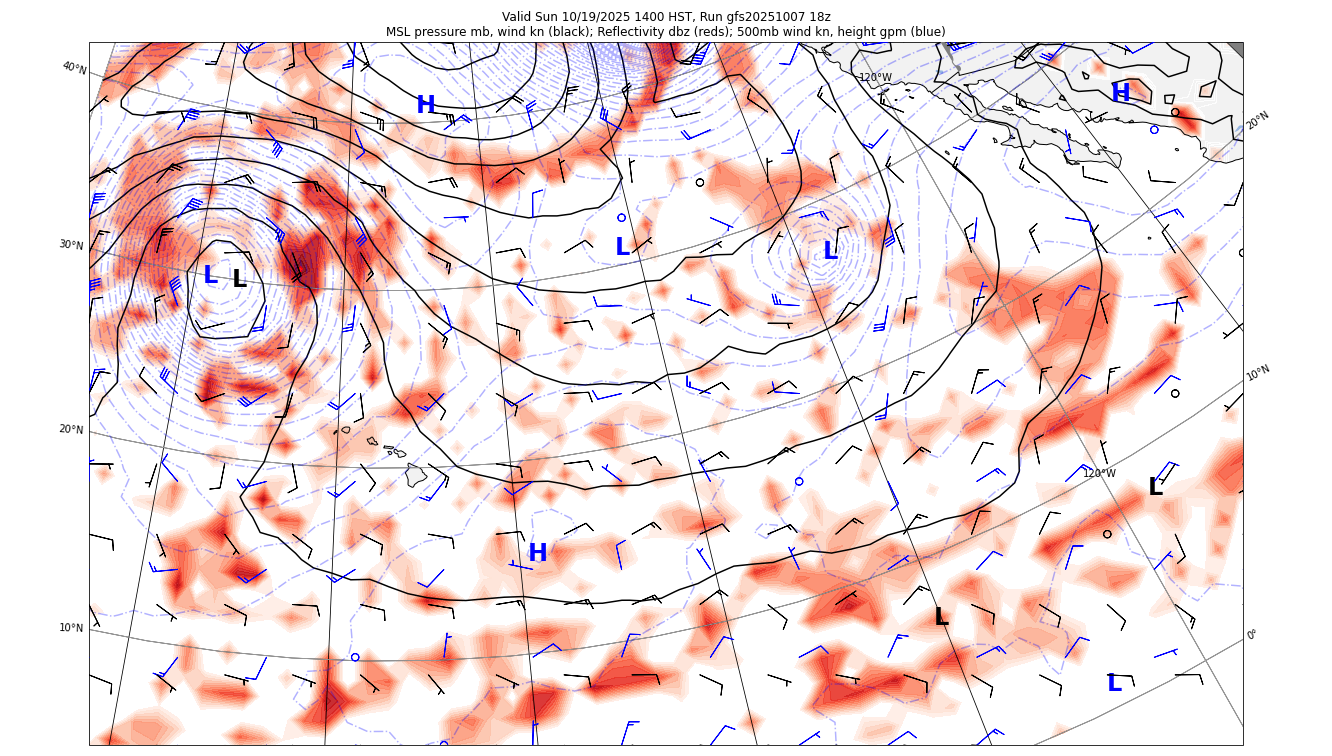 Valid Sun 10/19/2025 1400 HST, Run gfs20251007 18z
MSL pressure mb, wind kn (black); Reflectivity dbz (reds); 500mb wind kn, height gpm (blue)
40°N
120°W
H
H
20°N
30°N
L
L
L
L
10°N
20°N
120°W
L
H
10°N
L
0°
L